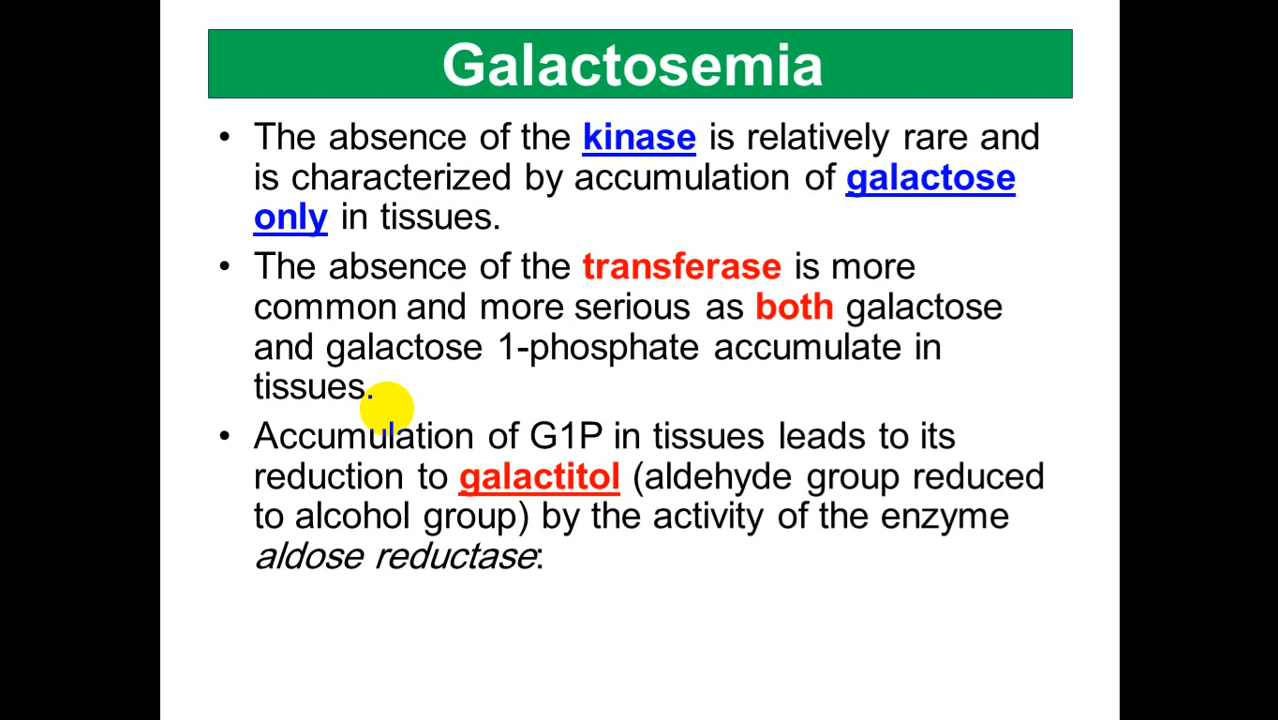 Galactosemia
• The absence of the kinase is relatively rare and
is characterized by accumulation of galactose
only in tissues.
• The absence of the transferase is more
common and more serious as both galactose
and galactose 1-phosphate accumulate in
tissues.
• Accumulation of G1P in tissues leads to its
reduction to galactitol (aldehyde group reduced
to alcohol group) by the activity of the enzyme
aldose reductase: